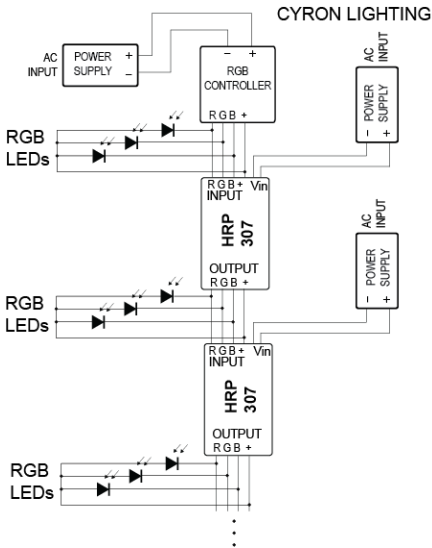 CYRON LIGHTING
AC
INPUT
POWER
SUPPLY
+
−
− +
RGB
CONTROLLER
R G B +
AC
INPUT
POWER
SUPPLY
− +
RGB
LEDs
R G B + Vin
INPUT
HRP
307
OUTPUT
R G B +
AC
INPUT
POWER
SUPPLY
− +
RGB
LEDs
R G B + Vin
INPUT
HRP
307
OUTPUT
R G B +
RGB
LEDs